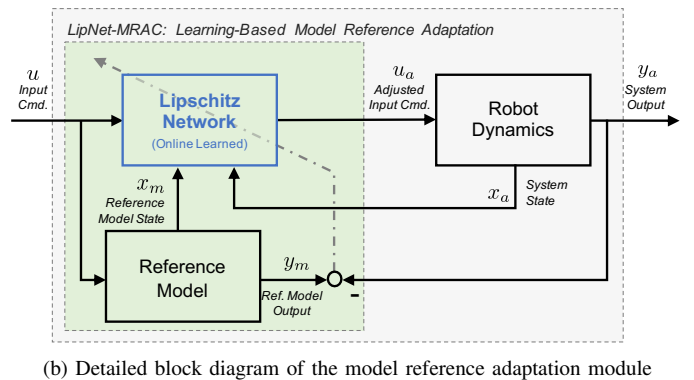 LipNet-MRAC: Learning-Based Model Reference Adaptation
u
Input
Cmd.
Lipschitz
Network
(Online Learned)
u_a
Adjusted
Input Cmd.
Robot
Dynamics
y_a
System
Output
x_m
Reference
Model State
x_a
System
State
Reference
Model
y_m
Ref. Model
Output
-
(b) Detailed block diagram of the model reference adaptation module